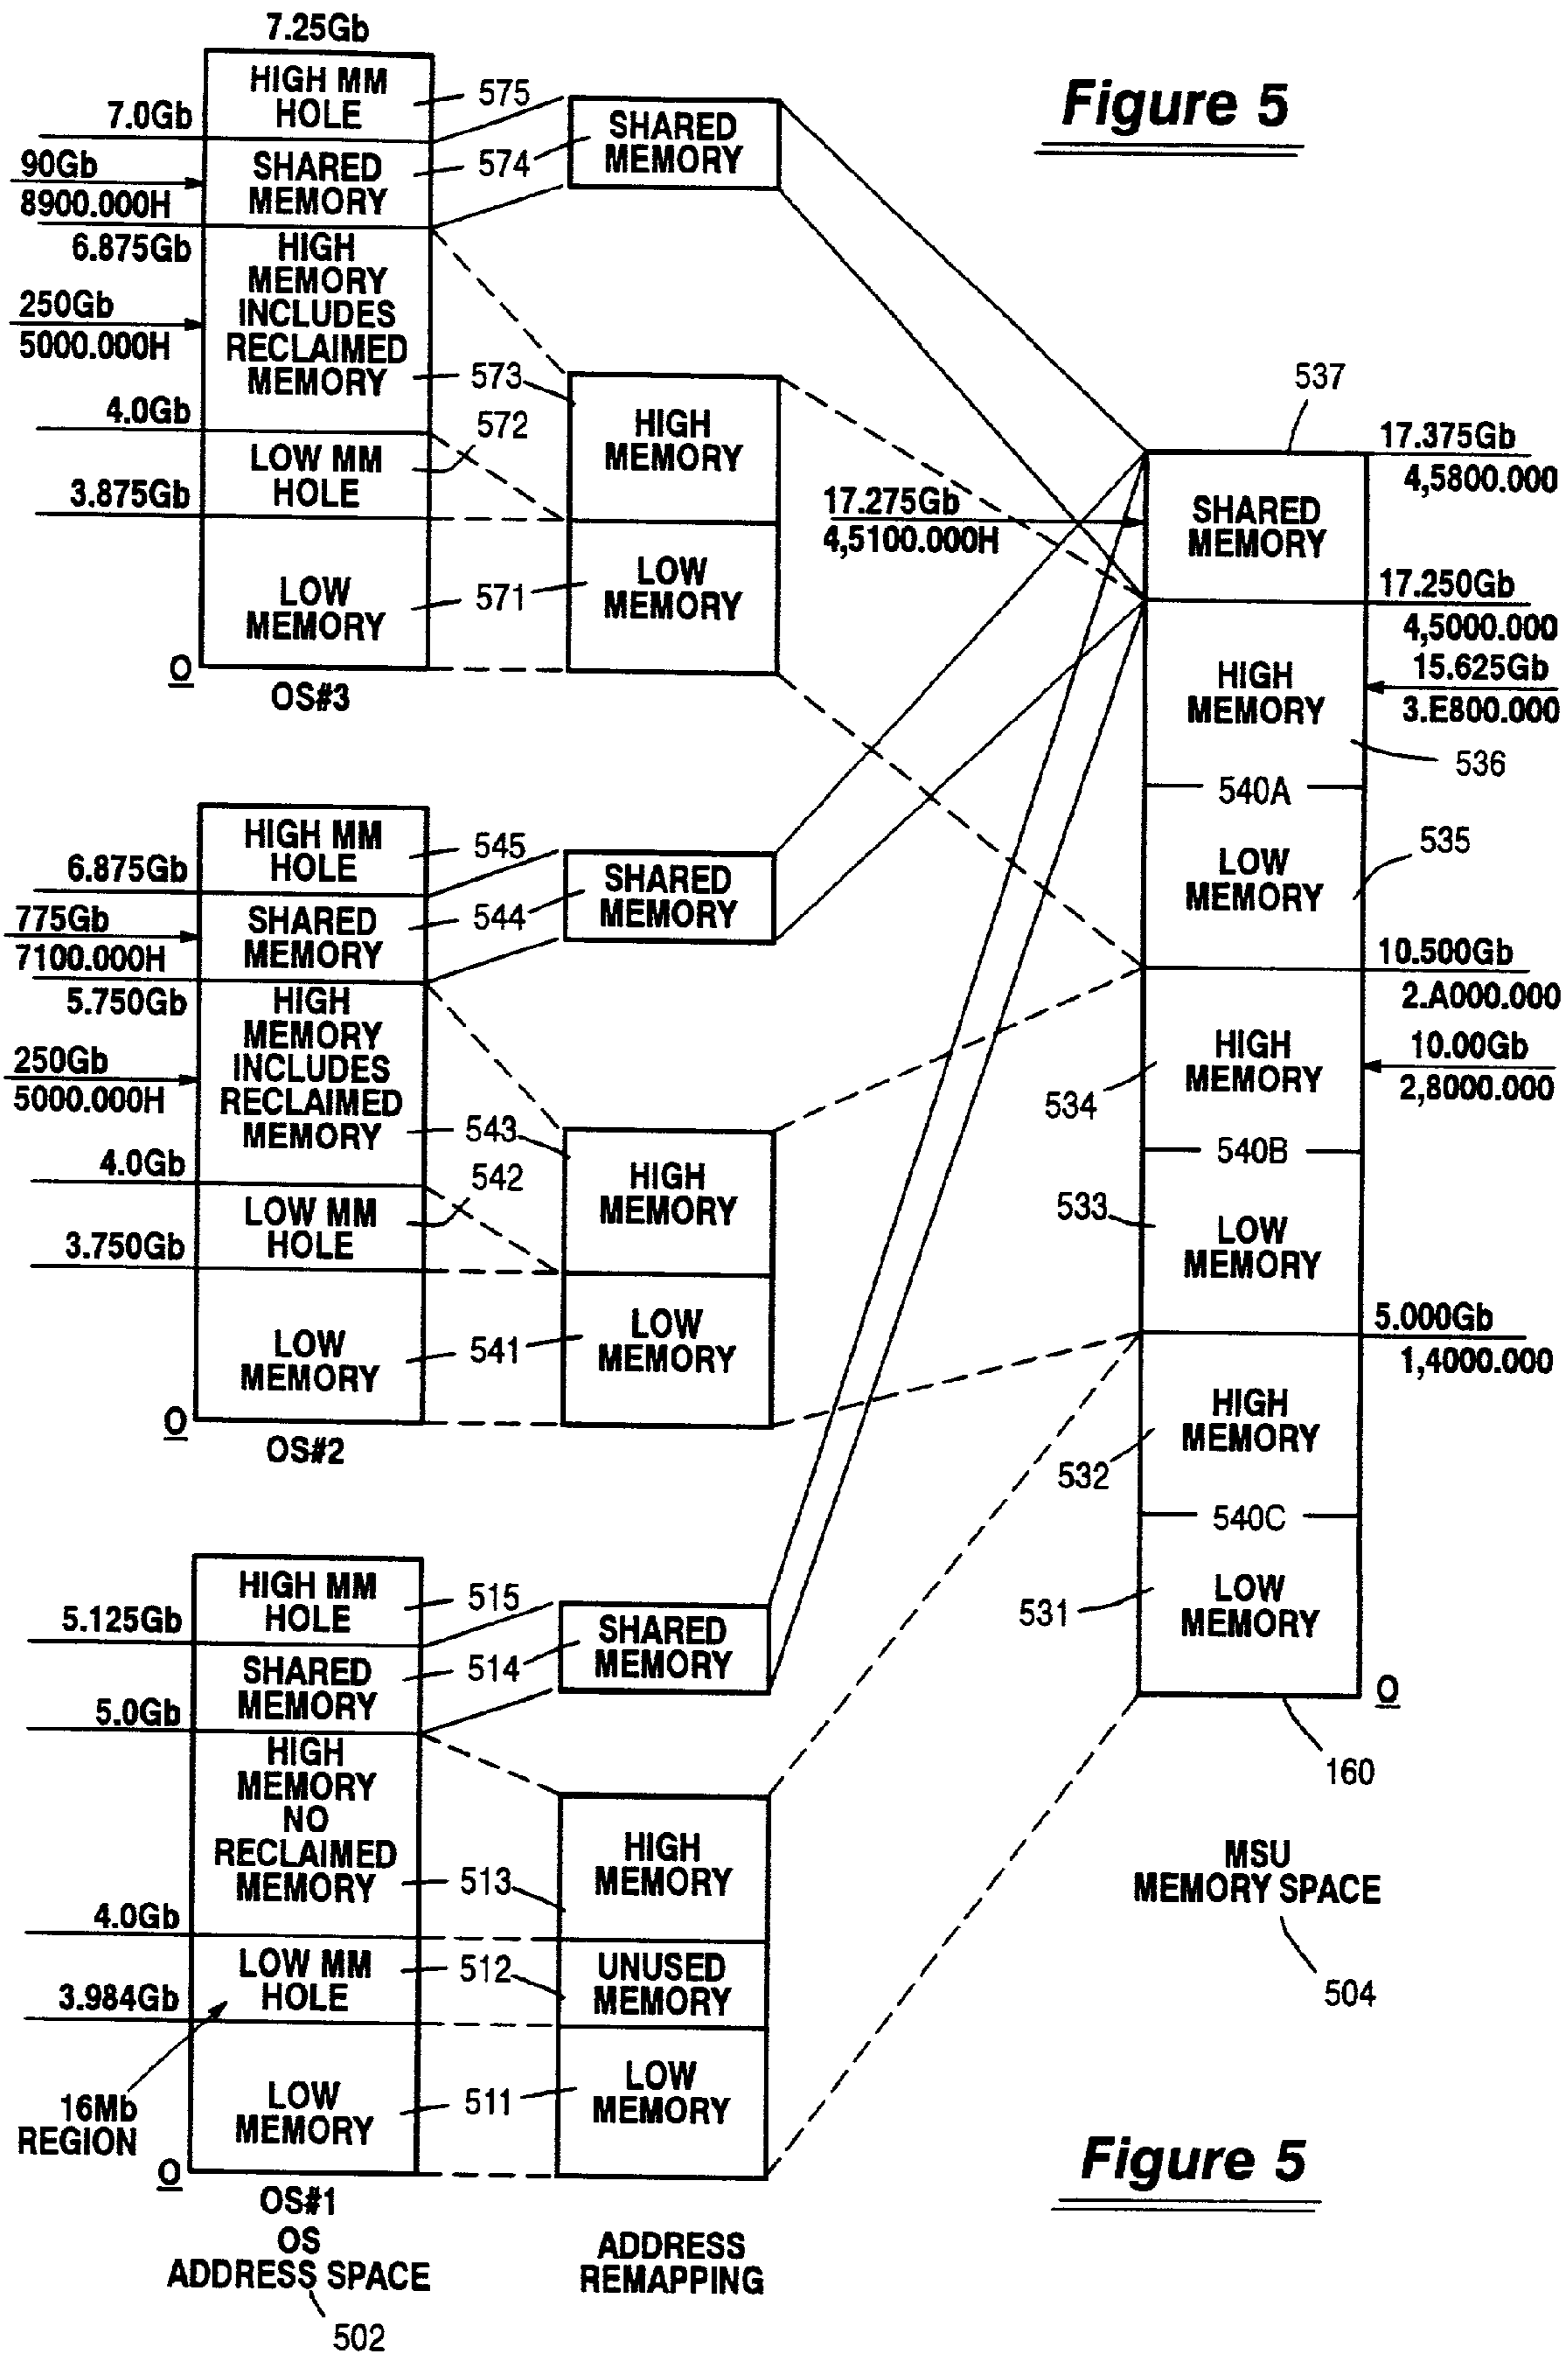 Figure 5
7.25Gb
HIGH MM
HOLE
575
7.0Gb
SHARED
MEMORY
574
SHARED
MEMORY
90Gb
8900.000H
6.875Gb
HIGH
MEMORY
INCLUDES
RECLAIMED
MEMORY
573
250Gb
5000.000H
4.0Gb
572
LOW MM
HOLE
3.875Gb
HIGH
MEMORY
LOW
MEMORY
571
LOW
MEMORY
0
OS#3
HIGH MM
HOLE
545
6.875Gb
SHARED
MEMORY
544
SHARED
MEMORY
775Gb
7100.000H
5.750Gb
HIGH
MEMORY
INCLUDES
RECLAIMED
MEMORY
543
250Gb
5000.000H
4.0Gb
542
LOW MM
HOLE
3.750Gb
HIGH
MEMORY
LOW
MEMORY
541
LOW
MEMORY
0
OS#2
HIGH MM
HOLE
515
5.125Gb
SHARED
MEMORY
514
SHARED
MEMORY
5.0Gb
HIGH
MEMORY
NO
RECLAIMED
MEMORY
513
HIGH
MEMORY
4.0Gb
LOW MM
HOLE
512
UNUSED
MEMORY
3.984Gb
16Mb
REGION
LOW
MEMORY
511
LOW
MEMORY
0
OS#1
OS
ADDRESS SPACE
502
ADDRESS
REMAPPING
537
17.375Gb
4,5800.000
17.275Gb
4,5100.000H
SHARED
MEMORY
17.250Gb
4,5000.000
HIGH
MEMORY
15.625Gb
3.E800.000
536
540A
LOW
MEMORY
535
10.500Gb
2.A000.000
HIGH
MEMORY
10.00Gb
2,8000.000
534
540B
533
LOW
MEMORY
5.000Gb
1,4000.000
HIGH
MEMORY
532
540C
531
LOW
MEMORY
0
160
MSU
MEMORY SPACE
504
Figure 5